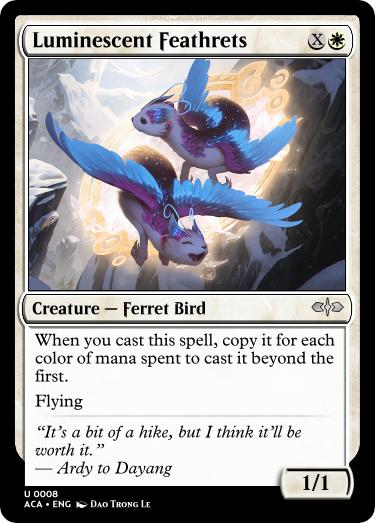 Luminescent Feathrets X
Creature — Ferret Bird
When you cast this spell, copy it for each
color of mana spent to cast it beyond the
first.
Flying
“It’s a bit of a hike, but I think it’ll be
worth it.”
— Ardy to Dayang
1/1
U 0008
ACA • ENG Dao Trong Le